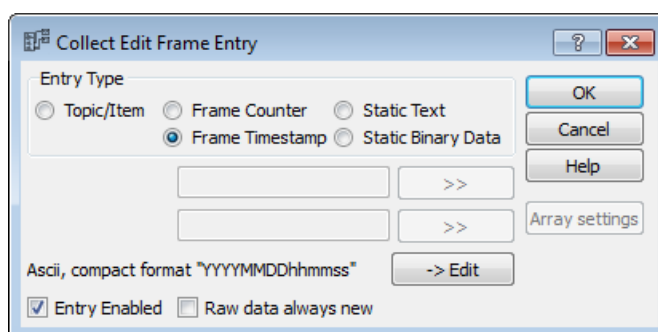 Collect Edit Frame Entry
?
Entry Type
Topic/Item Frame Counter Static Text
Frame Timestamp Static Binary Data
OK
Cancel
Help
>>
>>
Array settings
Ascii, compact format "YYYYMMDDhhmmss" -> Edit
Entry Enabled Raw data always new